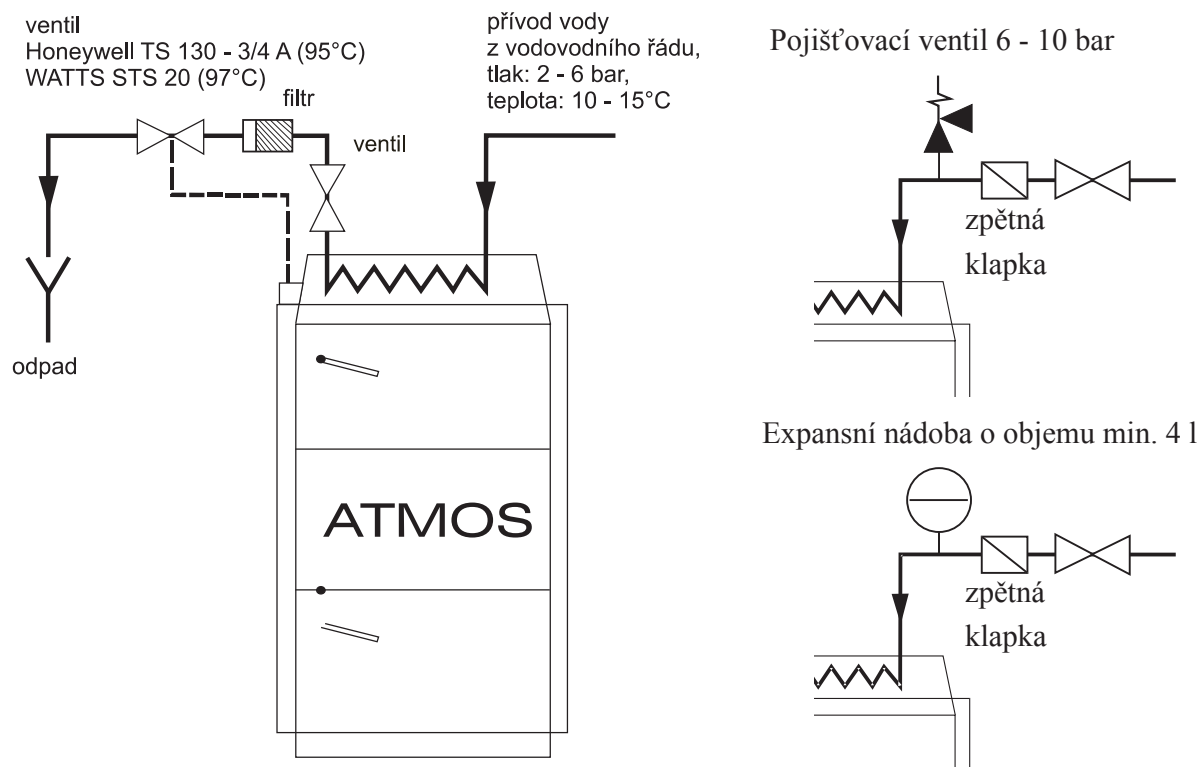 ventil
Honeywell TS 130 - 3/4 A (95°C)
WATTS STS 20 (97°C)
filtr
přívod vody
z vodovodního řádu,
tlak: 2 - 6 bar,
teplota: 10 - 15°C
ventil
odpad
ATMOS
Pojišťovací ventil 6 - 10 bar
zpětná
klapka
Expansní nádoba o objemu min. 4 l
zpětná
klapka